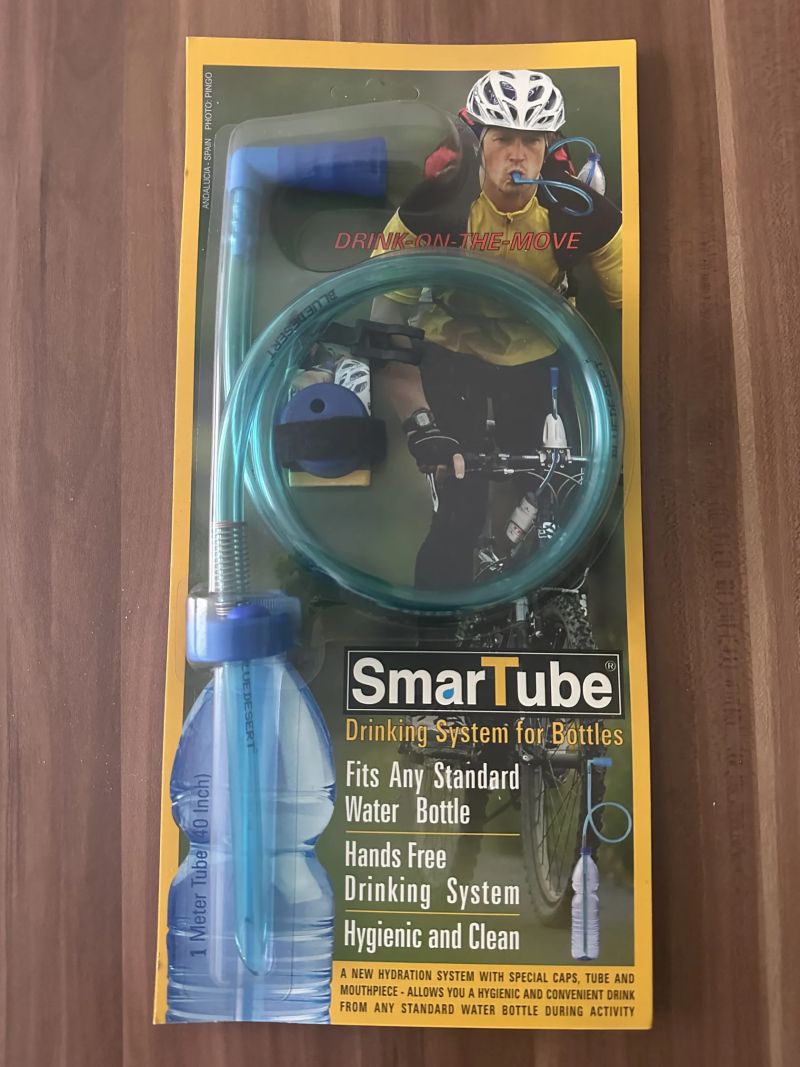 ANDALUCIA - SPAIN PHOTO: PINGO
DRINK-ON-THE-MOVE
BLUEDESERT
SmarTube®
Drinking System for Bottles
Fits Any Standard
Water Bottle
Hands Free
Drinking System
Hygienic and Clean
BLUEDESERT
1 Meter Tube (40 Inch)
A NEW HYDRATION SYSTEM WITH SPECIAL CAPS, TUBE AND
MOUTHPIECE - ALLOWS YOU A HYGIENIC AND CONVENIENT DRINK
FROM ANY STANDARD WATER BOTTLE DURING ACTIVITY